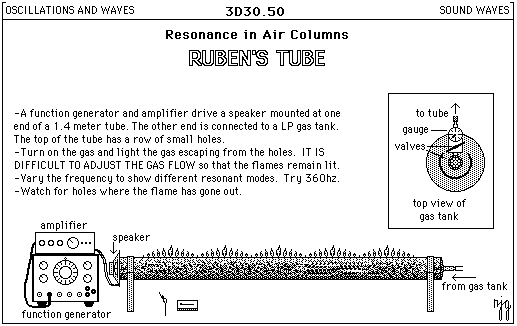 OSCILLATIONS AND WAVES
3D30.50
SOUND WAVES
Resonance in Air Columns
RUBEN'S TUBE
-A function generator and amplifier drive a speaker mounted at one
end of a 1.4 meter tube. The other end is connected to a LP gas tank.
The top of the tube has a row of small holes.
-Turn on the gas and light the gas escaping from the holes. IT IS
DIFFICULT TO ADJUST THE GAS FLOW so that the flames remain lit.
-Vary the frequency to show different resonant modes. Try 360hz.
-Watch for holes where the flame has gone out.
to tube
gauge
valves
top view of
gas tank
amplifier
speaker
from gas tank
function generator